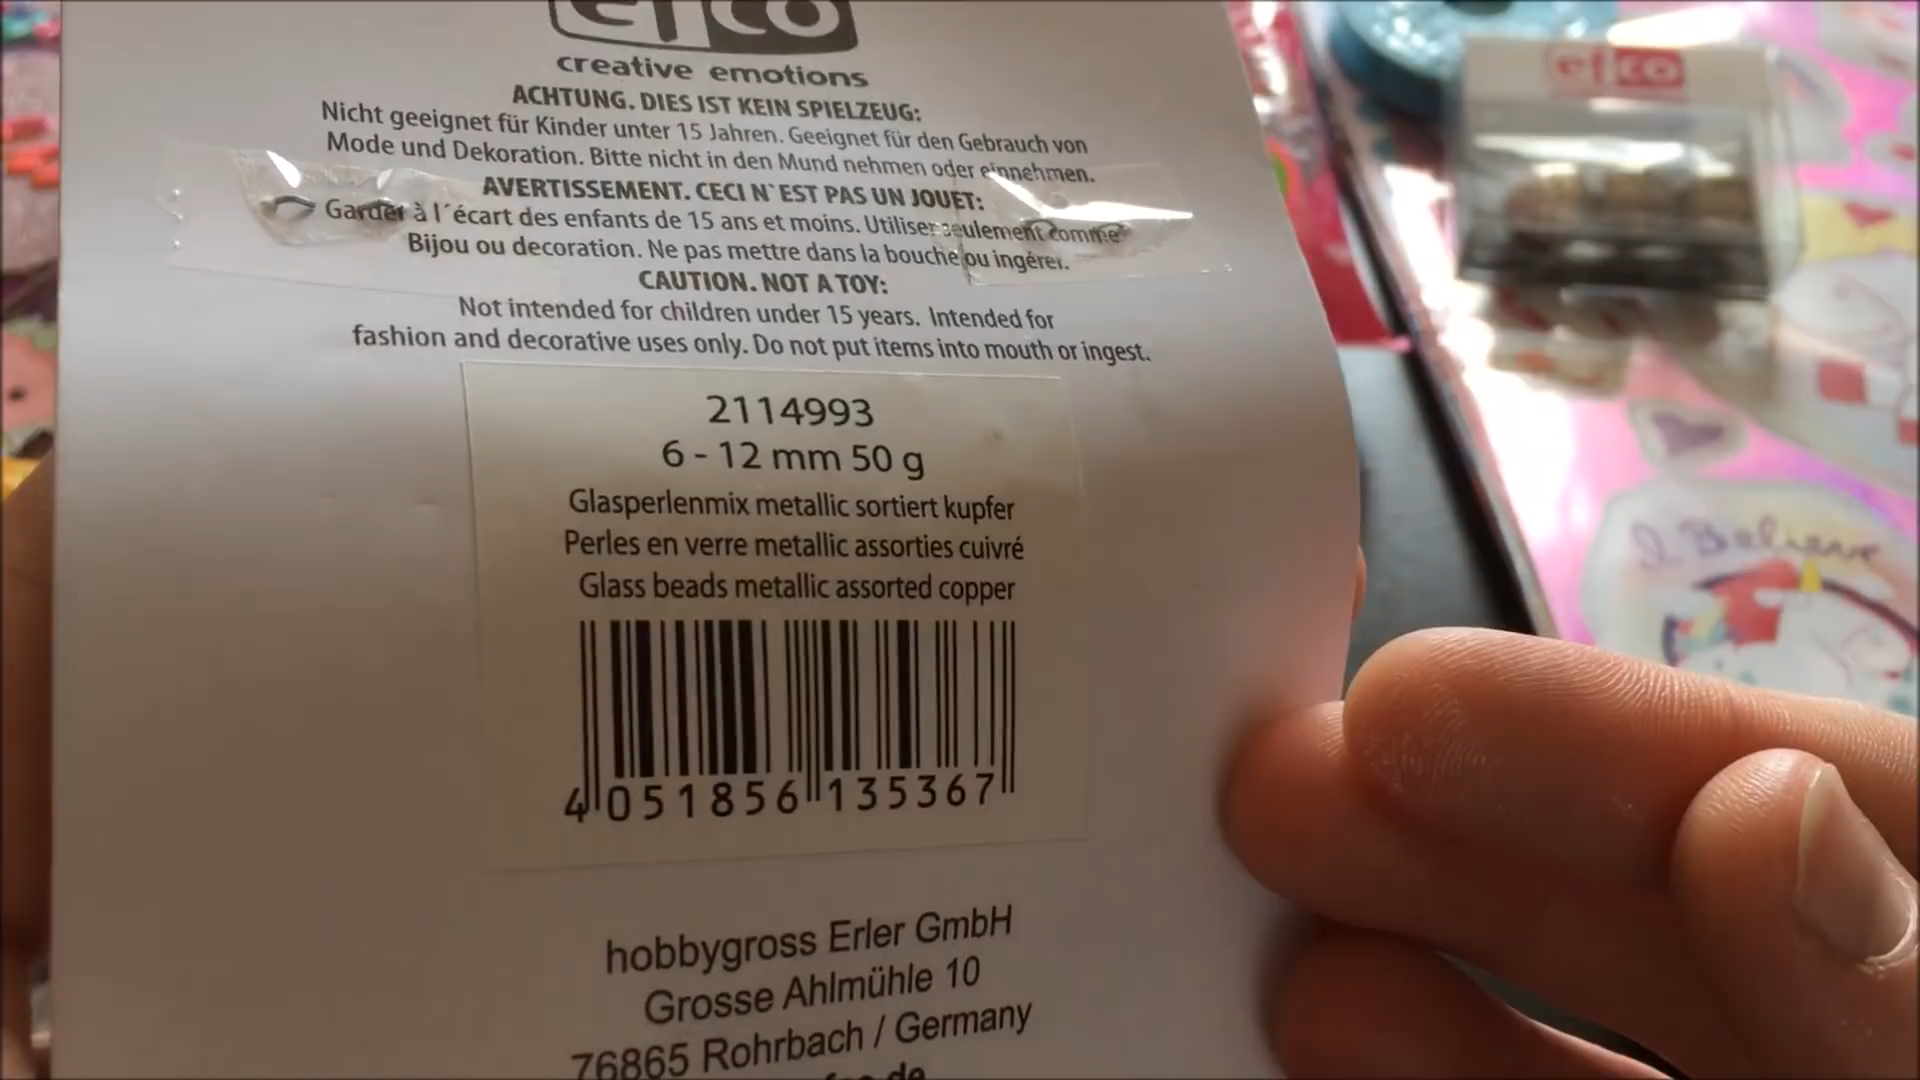 efco
creative emotions
ACHTUNG. DIES IST KEIN SPIELZEUG:
Nicht geeignet für Kinder unter 15 Jahren. Geeignet für den Gebrauch von
Mode und Dekoration. Bitte nicht in den Mund nehmen oder einnehmen.
AVERTISSEMENT. CECI N`EST PAS UN JOUET:
Garder à l´écart des enfants de 15 ans et moins. Utiliser seulement comme
Bijou ou decoration. Ne pas mettre dans la bouche ou ingérer.
CAUTION. NOT A TOY:
Not intended for children under 15 years. Intended for
fashion and decorative uses only. Do not put items into mouth or ingest.
2114993
6 - 12 mm 50 g
Glasperlenmix metallic sortiert kupfer
Perles en verre metallic assorties cuivré
Glass beads metallic assorted copper
4 051856 135367
hobbygross Erler GmbH
Grosse Ahlmühle 10
76865 Rohrbach / Germany
efco
I Believe